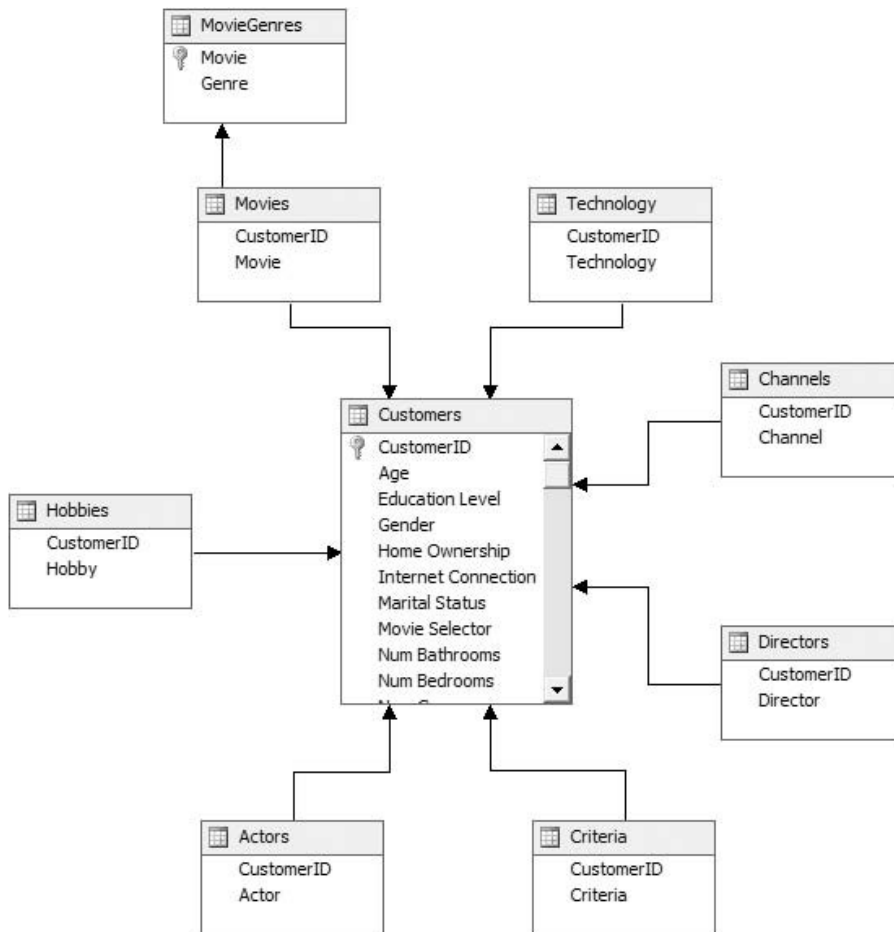 MovieGenres
Movie
Genre
Movies
CustomerID
Movie
Technology
CustomerID
Technology
Channels
CustomerID
Channel
Customers
CustomerID
Age
Education Level
Gender
Home Ownership
Internet Connection
Marital Status
Movie Selector
Num Bathrooms
Num Bedrooms
Hobbies
CustomerID
Hobby
Directors
CustomerID
Director
Actors
CustomerID
Actor
Criteria
CustomerID
Criteria